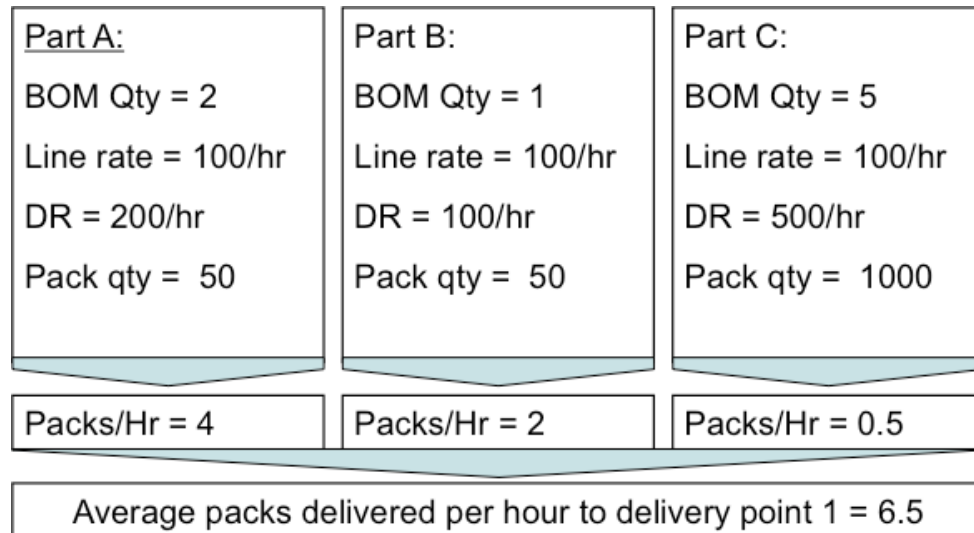 Part A:
BOM Qty = 2
Line rate = 100/hr
DR = 200/hr
Pack qty =  50
Packs/Hr = 4
Part B:
BOM Qty = 1
Line rate = 100/hr
DR = 100/hr
Pack qty =  50
Packs/Hr = 2
Part C:
BOM Qty = 5
Line rate = 100/hr
DR = 500/hr
Pack qty =  1000
Packs/Hr = 0.5
Average packs delivered per hour to delivery point 1 = 6.5